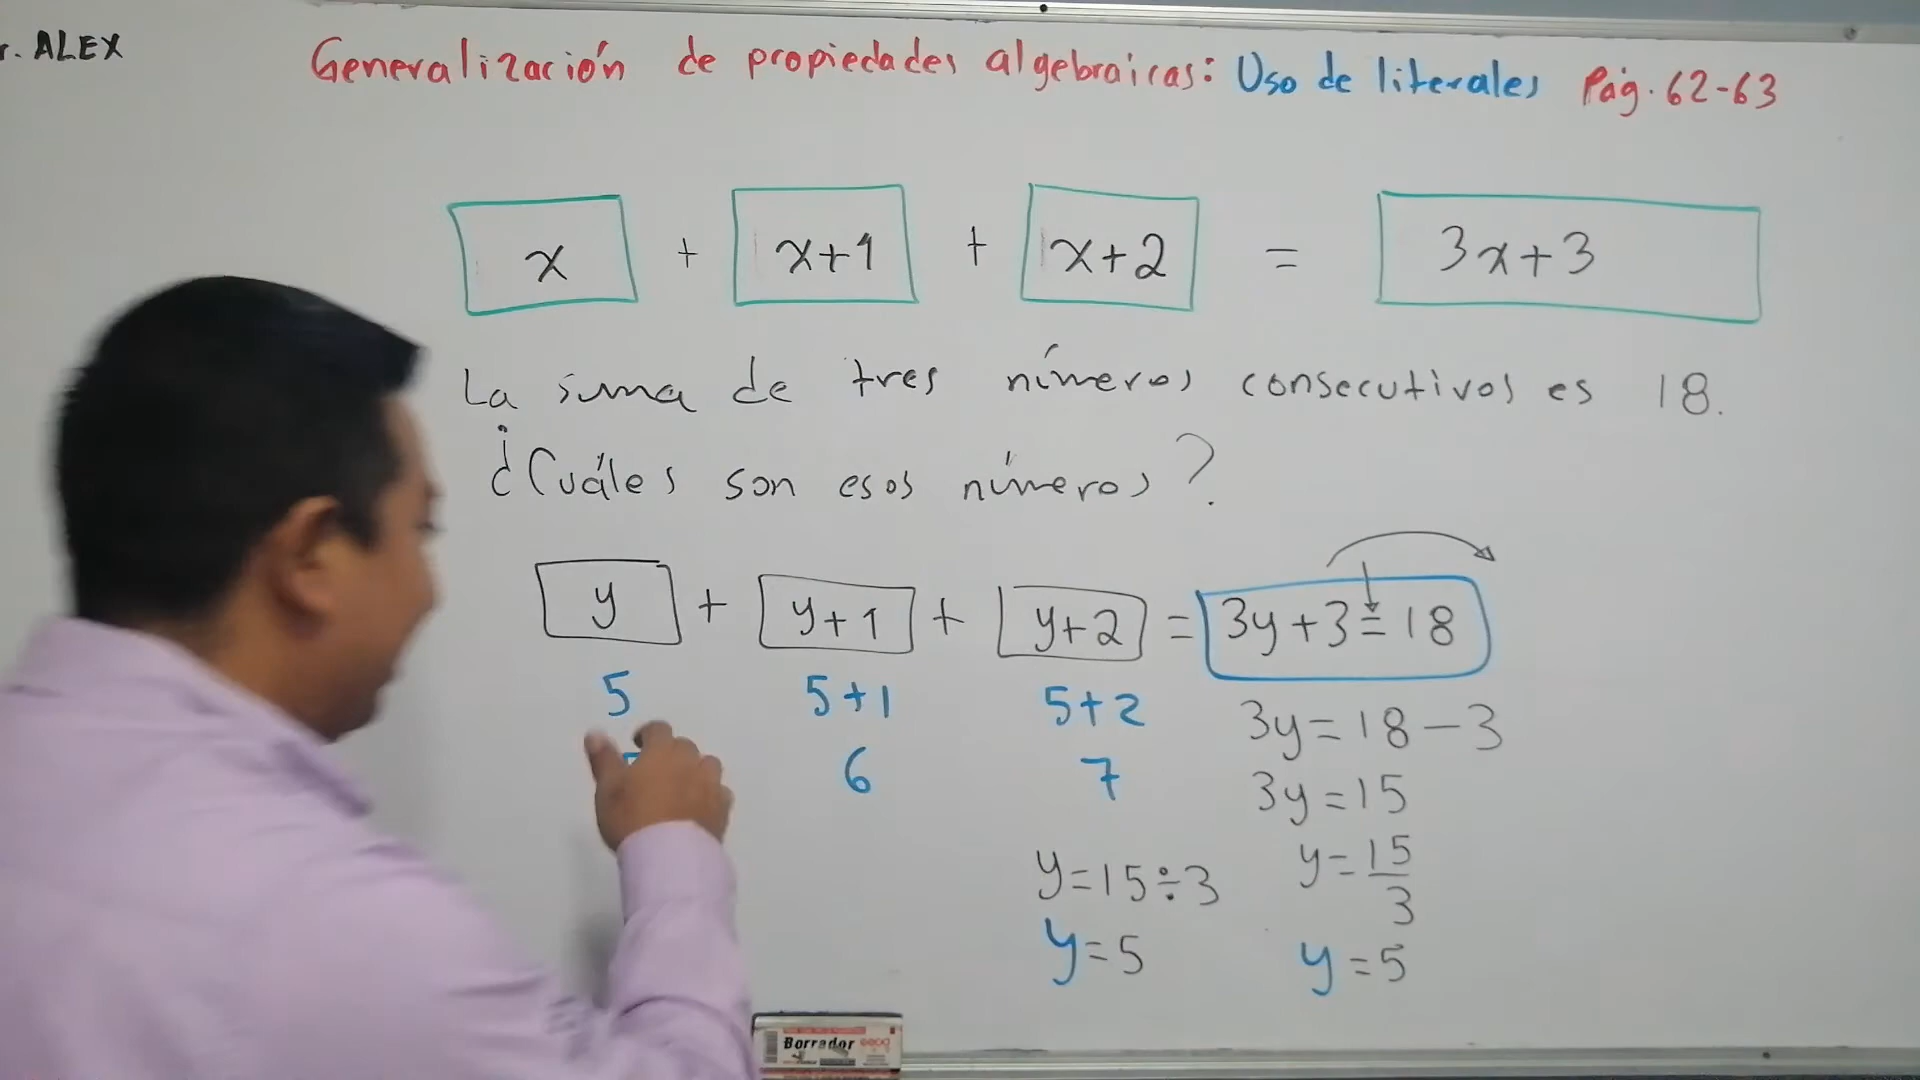 r. ALEX
Generalización de propiedades algebraicas: Uso de literales Pág. 62-63
x + x+1 + x+2 = 3x+3
La suma de tres números consecutivos es 18.
¿Cuáles son esos números?
y + y+1 + y+2 = 3y+3=18
5 5+1 5+2 3y=18-3
6 7 3y=15
y=15÷3 y=15/3
y=5 y=5
Borrador